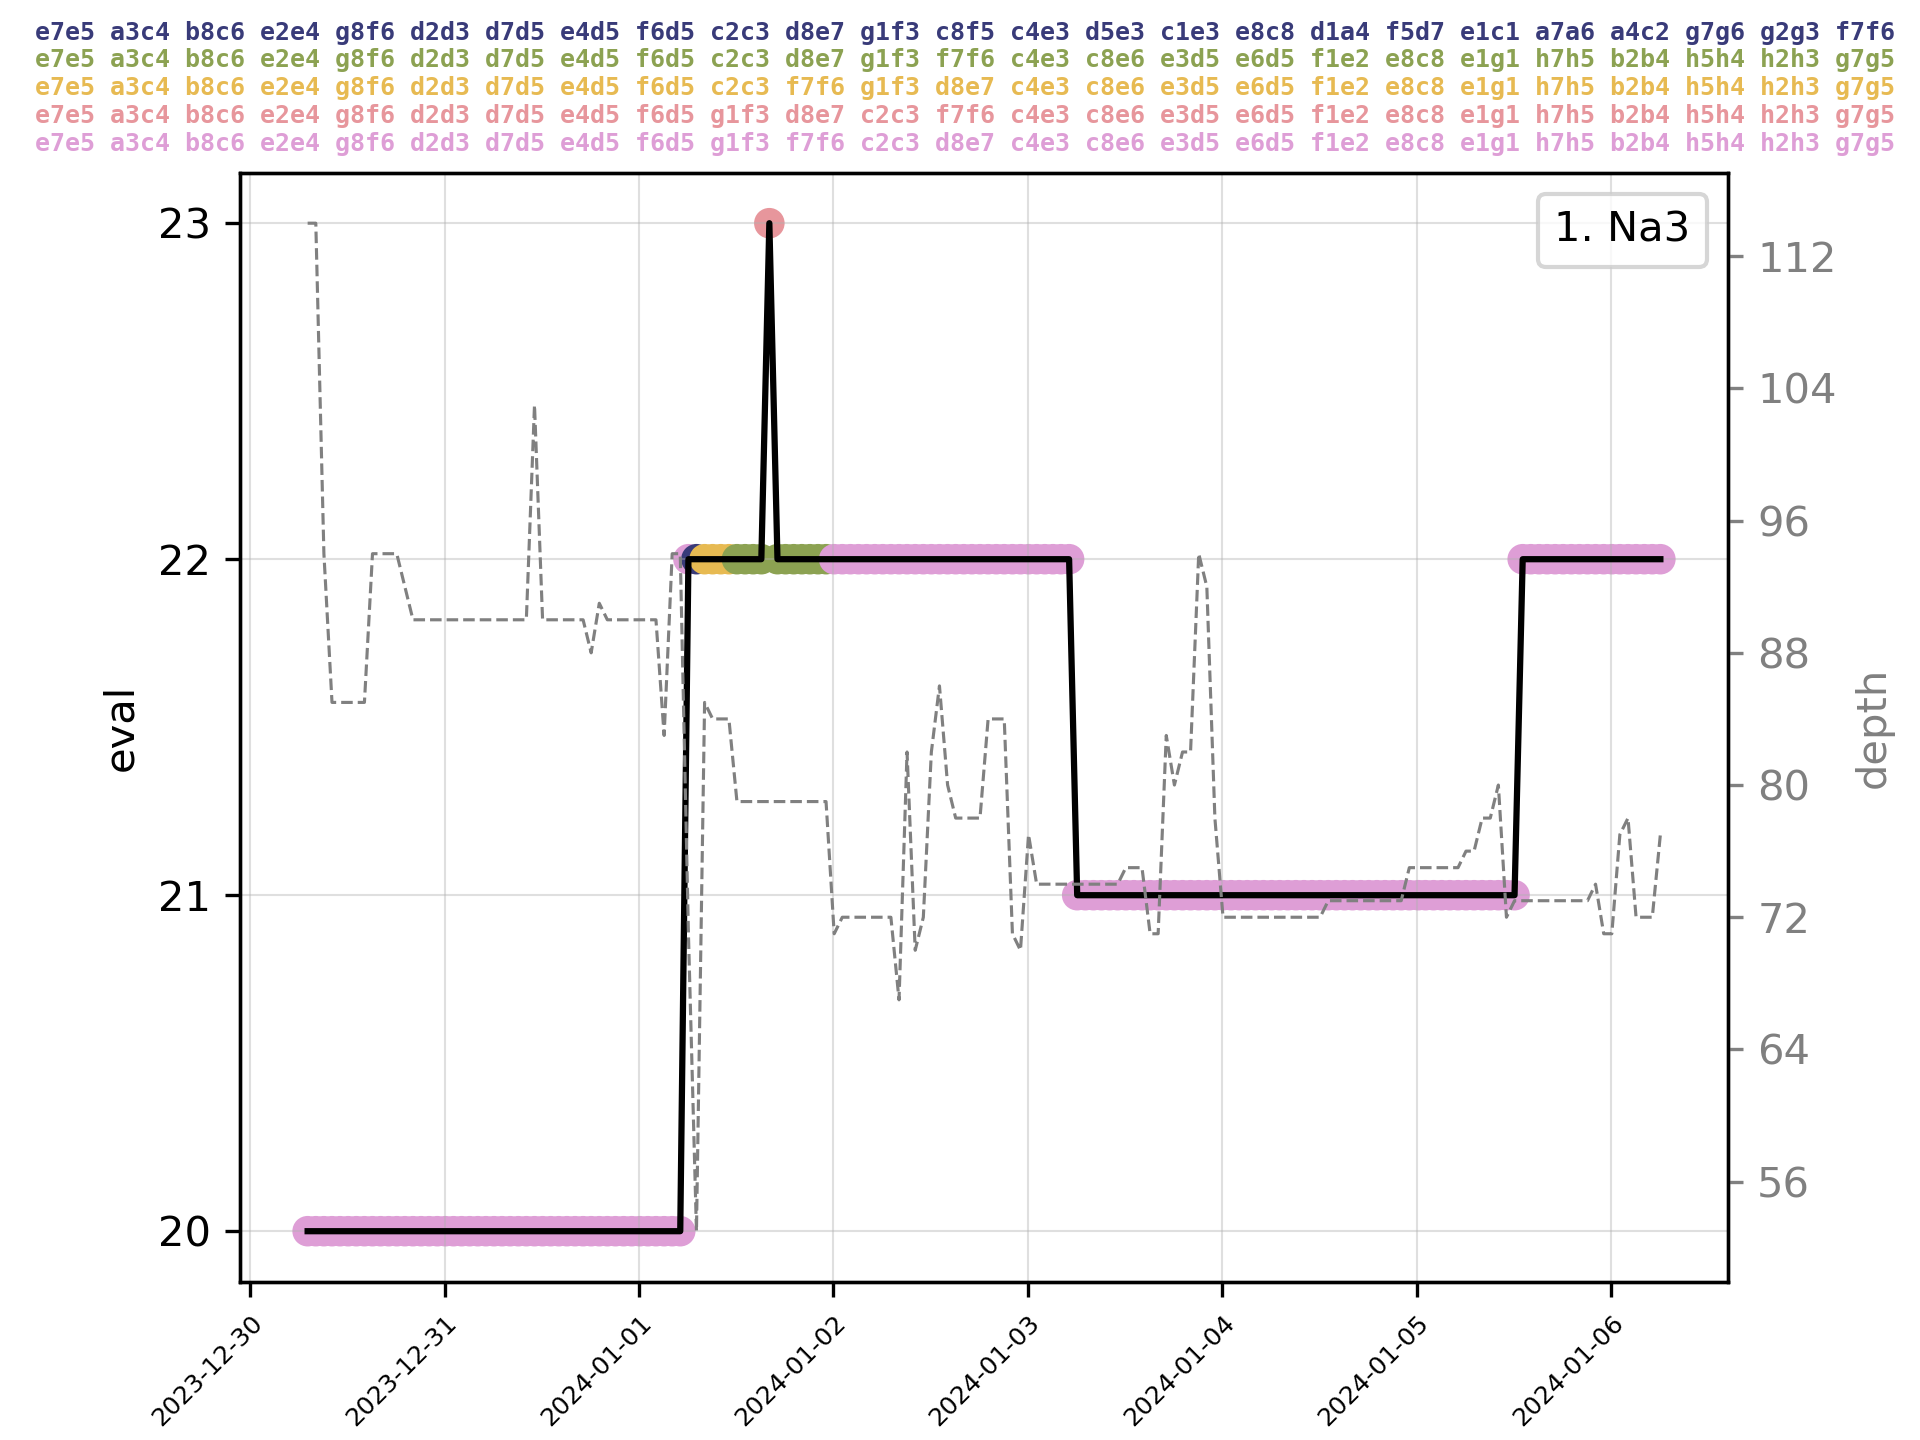 e7e5 a3c4 b8c6 e2e4 g8f6 d2d3 d7d5 e4d5 f6d5 c2c3 d8e7 g1f3 c8f5 c4e3 d5e3 c1e3 e8c8 d1a4 f5d7 e1c1 a7a6 a4c2 g7g6 g2g3 f7f6
e7e5 a3c4 b8c6 e2e4 g8f6 d2d3 d7d5 e4d5 f6d5 c2c3 d8e7 g1f3 f7f6 c4e3 c8e6 e3d5 e6d5 f1e2 e8c8 e1g1 h7h5 b2b4 h5h4 h2h3 g7g5
e7e5 a3c4 b8c6 e2e4 g8f6 d2d3 d7d5 e4d5 f6d5 c2c3 f7f6 g1f3 d8e7 c4e3 c8e6 e3d5 e6d5 f1e2 e8c8 e1g1 h7h5 b2b4 h5h4 h2h3 g7g5
e7e5 a3c4 b8c6 e2e4 g8f6 d2d3 d7d5 e4d5 f6d5 g1f3 d8e7 c2c3 f7f6 c4e3 c8e6 e3d5 e6d5 f1e2 e8c8 e1g1 h7h5 b2b4 h5h4 h2h3 g7g5
e7e5 a3c4 b8c6 e2e4 g8f6 d2d3 d7d5 e4d5 f6d5 g1f3 f7f6 c2c3 d8e7 c4e3 c8e6 e3d5 e6d5 f1e2 e8c8 e1g1 h7h5 b2b4 h5h4 h2h3 g7g5
1. Na3
23
22
21
20
eval
112
104
96
88
80
72
64
56
depth
2023-12-30
2023-12-31
2024-01-01
2024-01-02
2024-01-03
2024-01-04
2024-01-05
2024-01-06